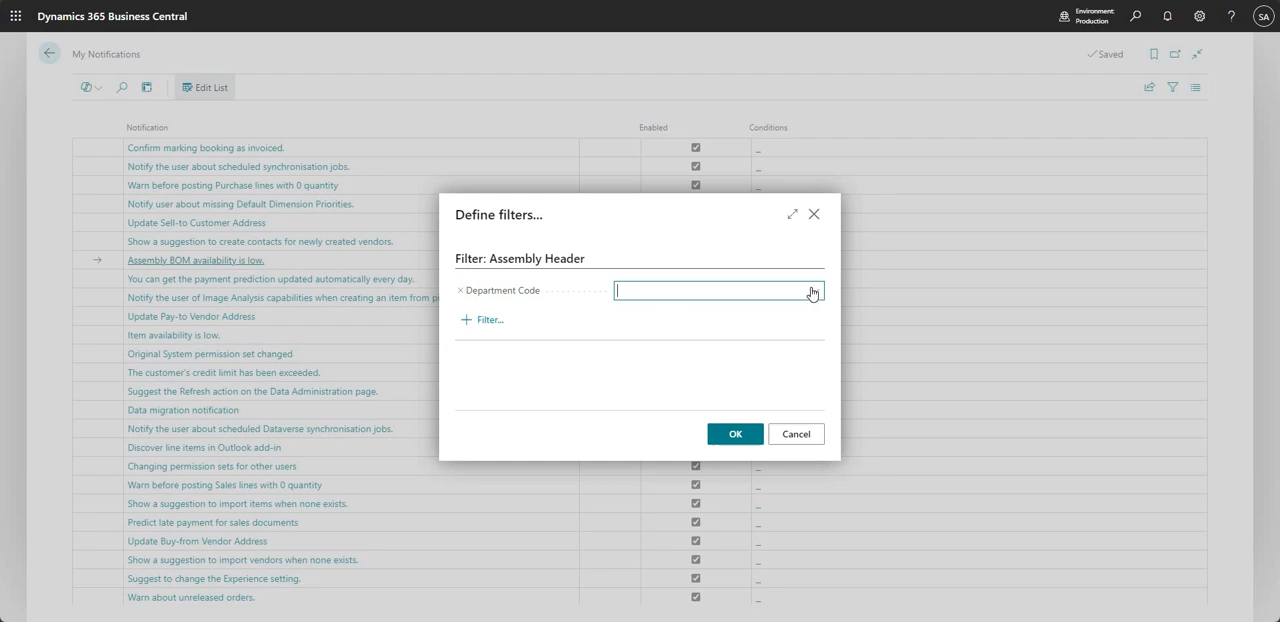 Dynamics 365 Business Central
Environment:
Production
SA
My Notifications
Saved
Edit List
Notification Enabled Conditions
Confirm marking booking as invoiced. _
Notify the user about scheduled synchronisation jobs. _
Warn before posting Purchase lines with 0 quantity _
Notify user about missing Default Dimension Priorities.
Update Sell-to Customer Address
Show a suggestion to create contacts for newly created vendors.
Assembly BOM availability is low.
You can get the payment prediction updated automatically every day.
Notify the user of Image Analysis capabilities when creating an item from p
Update Pay-to Vendor Address
Item availability is low.
Original System permission set changed
The customer's credit limit has been exceeded.
Suggest the Refresh action on the Data Administration page.
Data migration notification
Notify the user about scheduled Dataverse synchronisation jobs.
Discover line items in Outlook add-in
Changing permission sets for other users _
Warn before posting Sales lines with 0 quantity _
Show a suggestion to import items when none exists. _
Predict late payment for sales documents _
Update Buy-from Vendor Address _
Show a suggestion to import vendors when none exists. _
Suggest to change the Experience setting. _
Warn about unreleased orders. _
Define filters...
Filter: Assembly Header
× Department Code
+ Filter...
OK Cancel